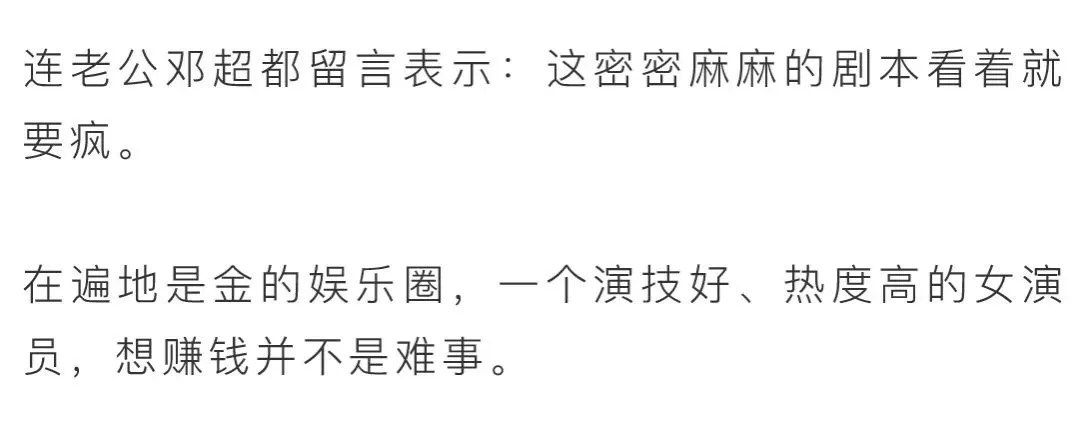 连老公邓超都留言表示：这密密麻麻的剧本看着就
要疯。
在遍地是金的娱乐圈，一个演技好、热度高的女演
员，想赚钱并不是难事。